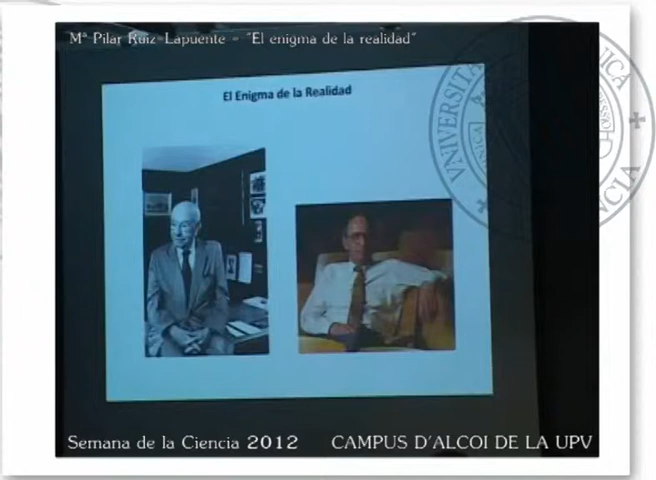 Mª Pilar Ruiz-Lapuente - "El enigma de la realidad"
El Enigma de la Realidad
Semana de la Ciencia 2012 CAMPUS D'ALCOI DE LA UPV
VNIVERSITA